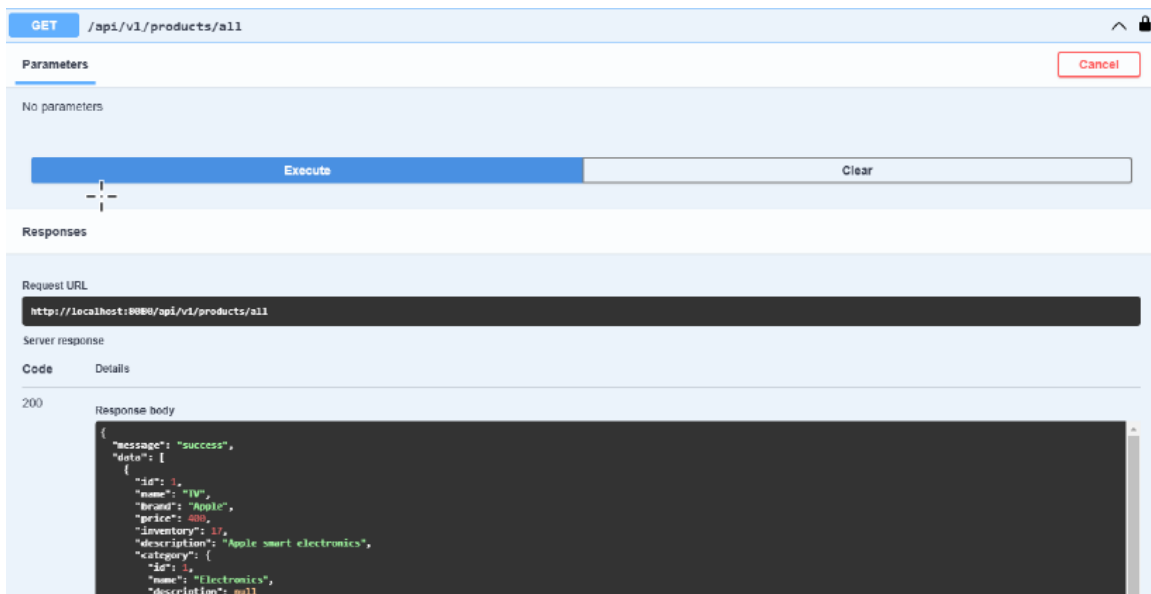 GET /api/v1/products/all
Parameters
Cancel
No parameters
Execute
Clear
Responses
Request URL
http://localhost:8080/api/v1/products/all
Server response
Code Details
200
Response body
{
"message": "success",
"data": [
{
"id": 1,
"name": "TV",
"brand": "Apple",
"price": 400,
"inventory": 17,
"description": "Apple smart electronics",
"category": {
"id": 1,
"name": "Electronics",
"description": null